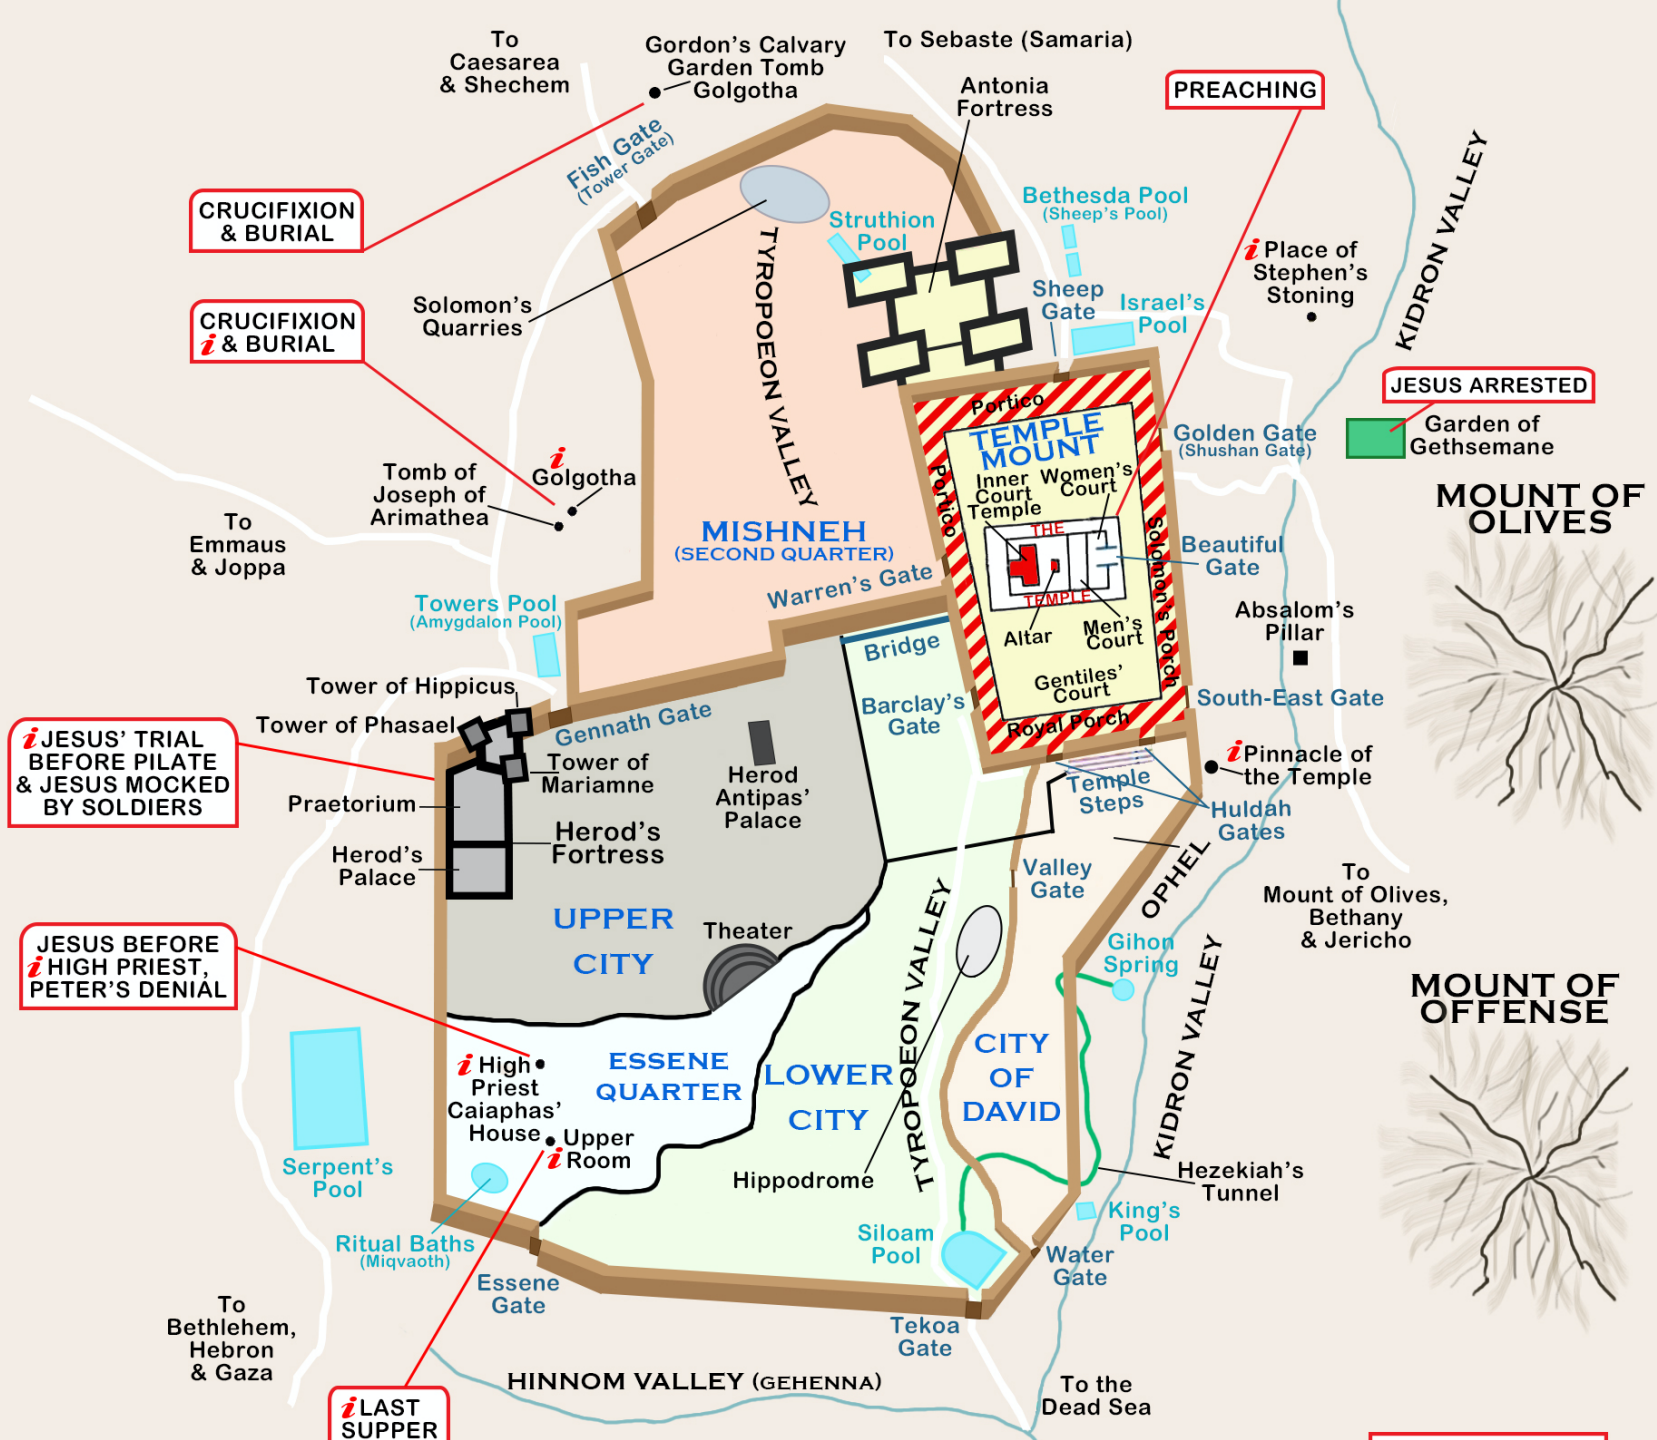 To
Caesarea
& Shechem
Gordon's Calvary
Garden Tomb
Golgotha
To Sebaste (Samaria)
Antonia
Fortress
PREACHING
Fish Gate
(Tower Gate)
KIDRON VALLEY
CRUCIFIXION
& BURIAL
Struthion
Pool
Bethesda Pool
(Sheep's Pool)
i Place of
Stephen's
Stoning
TYROPOEON VALLEY
Solomon's
Quarries
Sheep
Gate
Israel's
Pool
CRUCIFIXION
i & BURIAL
JESUS ARRESTED
Garden of
Gethsemane
Portico
TEMPLE
MOUNT
Golden Gate
(Shushan Gate)
Portico
Inner
Court
Temple
Women's
Court
i
Golgotha
Tomb of
Joseph of
Arimathea
MOUNT OF
OLIVES
To
Emmaus
& Joppa
MISHNEH
(SECOND QUARTER)
THE
TEMPLE
Solomon's Porch
Beautiful
Gate
Warren's Gate
Towers Pool
(Amygdalon Pool)
Absalom's
Pillar
Altar
Men's
Court
Bridge
Gentiles'
Court
Tower of Hippicus
Barclay's
Gate
South-East Gate
Tower of Phasael
Gennath Gate
Royal Porch
i JESUS' TRIAL
BEFORE PILATE
& JESUS MOCKED
BY SOLDIERS
Tower of
Mariamne
Herod
Antipas'
Palace
i Pinnacle of
the Temple
Temple
Steps
Praetorium
Huldah
Gates
Herod's
Fortress
Herod's
Palace
Valley
Gate
OPHEL
To
Mount of Olives,
Bethany
& Jericho
UPPER
CITY
Theater
TYROPOEON VALLEY
JESUS BEFORE
i HIGH PRIEST,
PETER'S DENIAL
Gihon
Spring
KIDRON VALLEY
MOUNT OF
OFFENSE
i High
Priest
Caiaphas'
House
ESSENE
QUARTER
LOWER
CITY
CITY
OF
DAVID
Upper
i Room
Serpent's
Pool
Hippodrome
Hezekiah's
Tunnel
King's
Pool
Siloam
Pool
Ritual Baths
(Miqvaoth)
Water
Gate
Essene
Gate
To
Bethlehem,
Hebron
& Gaza
Tekoa
Gate
HINNOM VALLEY (GEHENNA)
To the
Dead Sea
i LAST
SUPPER